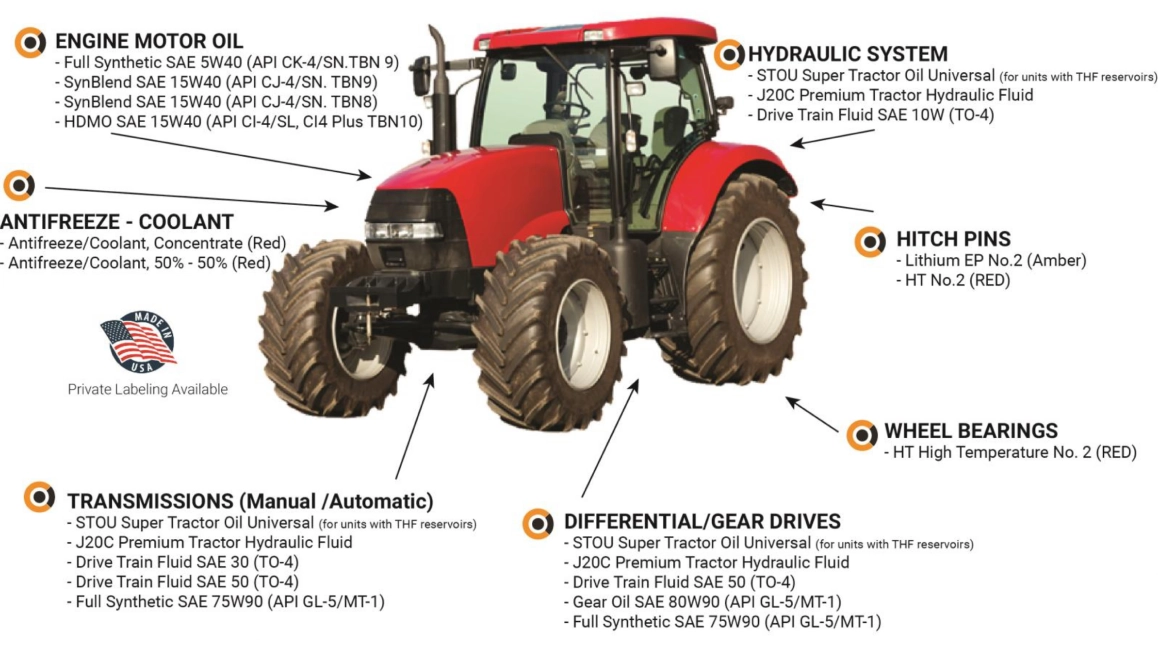 ENGINE MOTOR OIL
- Full Synthetic SAE 5W40 (API CK-4/SN.TBN 9)
- SynBlend SAE 15W40 (API CJ-4/SN. TBN9)
- SynBlend SAE 15W40 (API CJ-4/SN. TBN8)
- HDMO SAE 15W40 (API CI-4/SL, CI4 Plus TBN10)
HYDRAULIC SYSTEM
- STOU Super Tractor Oil Universal (for units with THF reservoirs)
- J20C Premium Tractor Hydraulic Fluid
- Drive Train Fluid SAE 10W (TO-4)
ANTIFREEZE - COOLANT
- Antifreeze/Coolant, Concentrate (Red)
- Antifreeze/Coolant, 50% - 50% (Red)
HITCH PINS
- Lithium EP No.2 (Amber)
- HT No.2 (RED)
MADE IN
USA
Private Labeling Available
WHEEL BEARINGS
- HT High Temperature No. 2 (RED)
TRANSMISSIONS (Manual /Automatic)
- STOU Super Tractor Oil Universal (for units with THF reservoirs)
- J20C Premium Tractor Hydraulic Fluid
- Drive Train Fluid SAE 30 (TO-4)
- Drive Train Fluid SAE 50 (TO-4)
- Full Synthetic SAE 75W90 (API GL-5/MT-1)
DIFFERENTIAL/GEAR DRIVES
- STOU Super Tractor Oil Universal (for units with THF reservoirs)
- J20C Premium Tractor Hydraulic Fluid
- Drive Train Fluid SAE 50 (TO-4)
- Gear Oil SAE 80W90 (API GL-5/MT-1)
- Full Synthetic SAE 75W90 (API GL-5/MT-1)